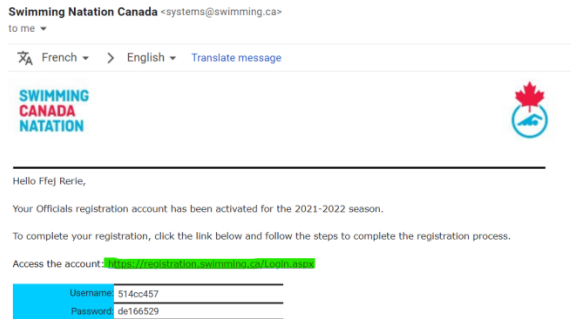 Swimming Natation Canada <systems@swimming.ca>
to me
French > English Translate message
SWIMMING
CANADA
NATATION
Hello Ffej Rerie,
Your Officials registration account has been activated for the 2021-2022 season.
To complete your registration, click the link below and follow the steps to complete the registration process.
Access the account: https://registration.swimming.ca/Login.aspx
Username: 514cc457
Password: de166529